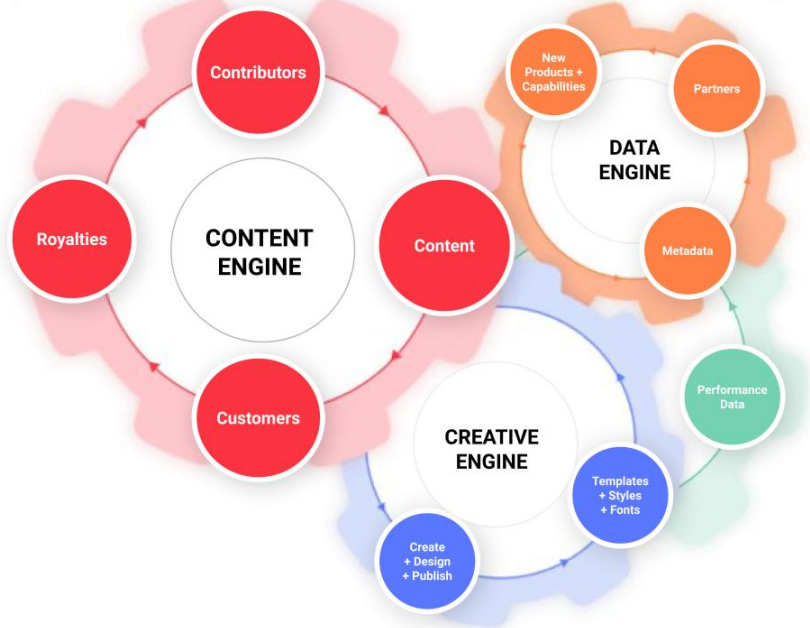 Contributors
Royalties
CONTENT
ENGINE
Content
Customers
New
Products +
Capabilities
Partners
DATA
ENGINE
Metadata
Performance
Data
CREATIVE
ENGINE
Templates
+ Styles
+ Fonts
Create
+ Design
+ Publish